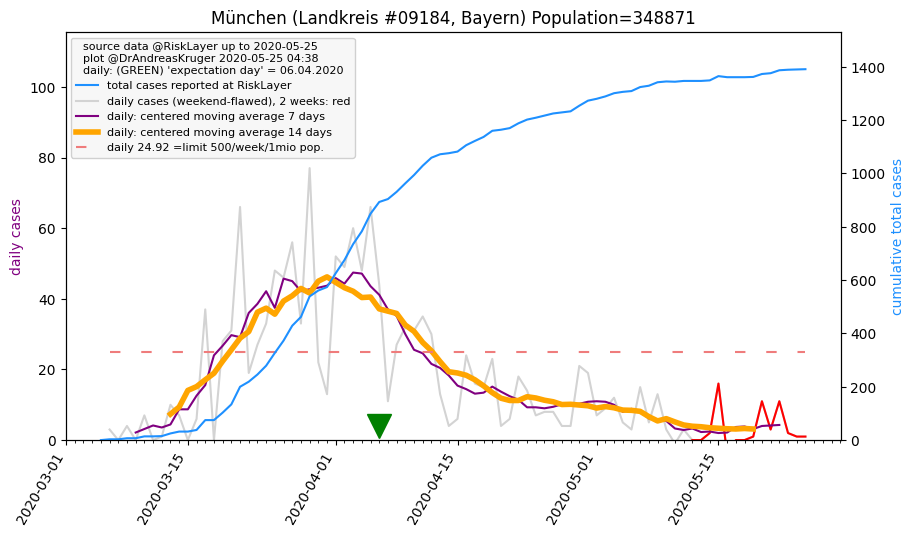 München (Landkreis #09184, Bayern) Population=348871
source data @RiskLayer up to 2020-05-25
plot @DrAndreasKruger 2020-05-25 04:38
daily: (GREEN) 'expectation day' = 06.04.2020
total cases reported at RiskLayer
daily cases (weekend-flawed), 2 weeks: red
daily: centered moving average 7 days
daily: centered moving average 14 days
daily 24.92 =limit 500/week/1mio pop.
daily cases
100
80
60
40
20
0
cumulative total cases
1400
1200
1000
800
600
400
200
0
2020-03-01
2020-03-15
2020-04-01
2020-04-15
2020-05-01
2020-05-15